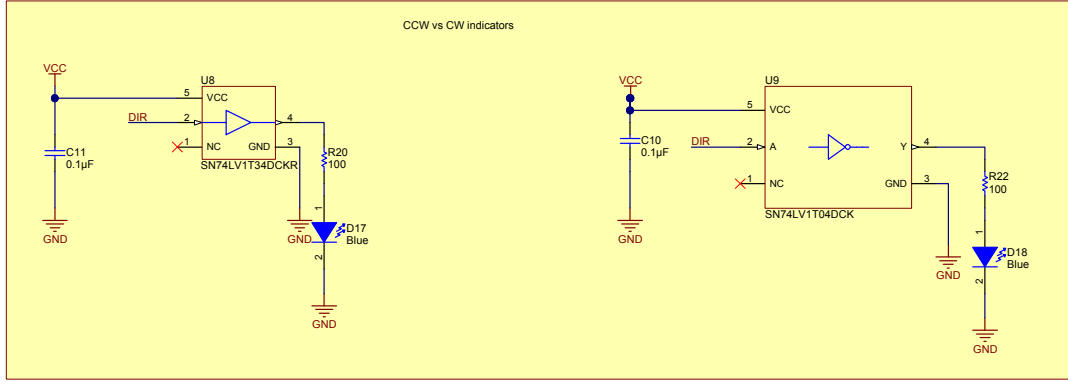 CCW vs CW indicators
VCC
U8
5
VCC
DIR
2
4
1
NC
GND
3
SN74LV1T34DCKR
C11
0.1µF
GND
R20
100
GND
1
D17
Blue
2
GND
VCC
U9
5
VCC
C10
0.1µF
DIR
2
A
Y
4
1
NC
GND
3
SN74LV1T04DCK
GND
R22
100
GND
1
D18
Blue
2
GND